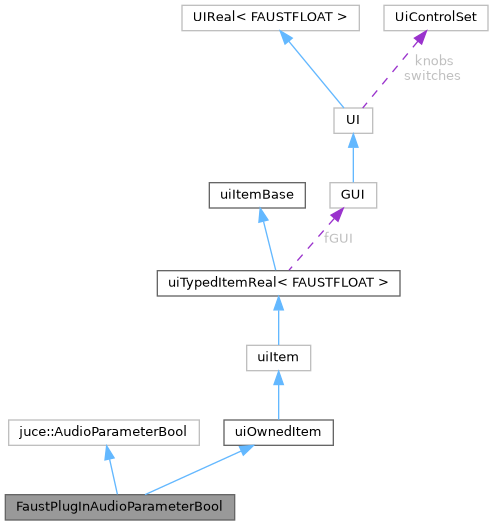 UIReal< FAUSTFLOAT >
UiControlSet
knobs
switches
UI
uiItemBase
GUI
fGUI
uiTypedItemReal< FAUSTFLOAT >
uiItem
juce::AudioParameterBool
uiOwnedItem
FaustPlugInAudioParameterBool